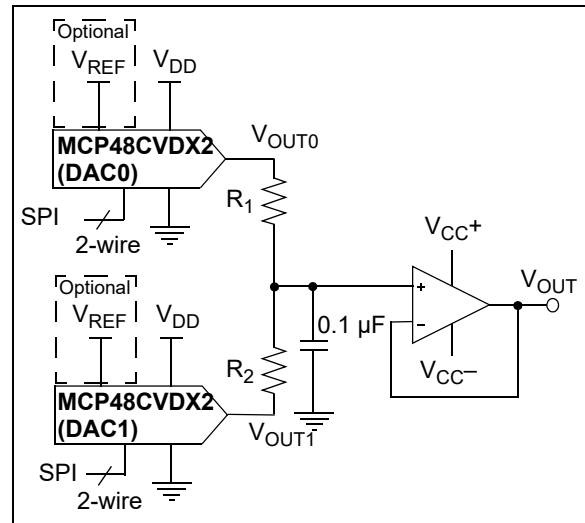 Optional
VREF
VDD
MCP48CVDX2
(DAC0)
VOUT0
R1
SPI
2-wire
VCC+
VOUT
+
–
0.1 µF
VCC–
Optional
VREF
VDD
R2
MCP48CVDX2
(DAC1)
VOUT1
SPI
2-wire